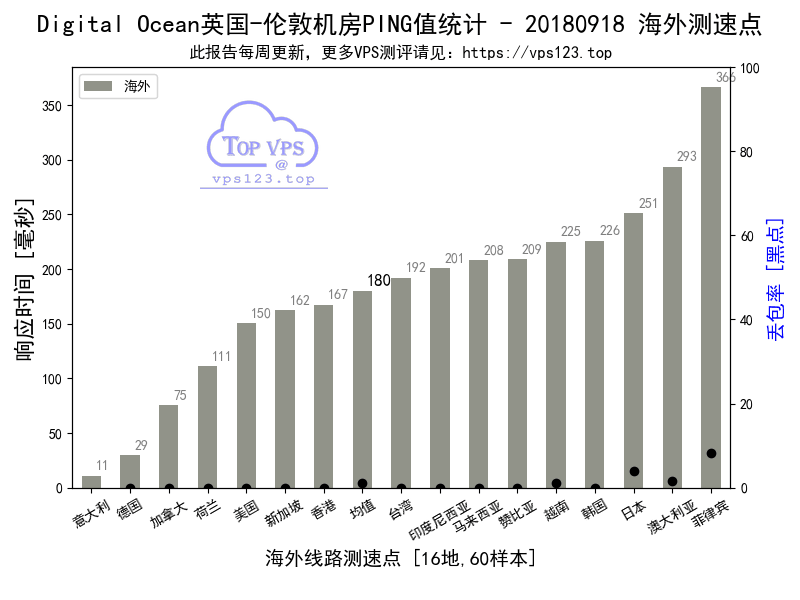 Digital Ocean英国-伦敦机房PING值统计 - 20180918 海外测速点
此报告每周更新，更多VPS测评请见：https://vps123.top
海外
TOP VPS
@
vps123.top
响应时间 [毫秒]
350
300
250
200
150
100
50
0
11
29
75
111
150
162
167
180
192
201
208
209
225
226
251
293
366
100
80
60
40
20
0
丢包率 [黑点]
意大利
德国
加拿大
荷兰
美国
新加坡
香港
均值
台湾
印度尼西亚
马来西亚
赞比亚
越南
韩国
日本
澳大利亚
菲律宾
海外线路测速点 [16地,60样本]